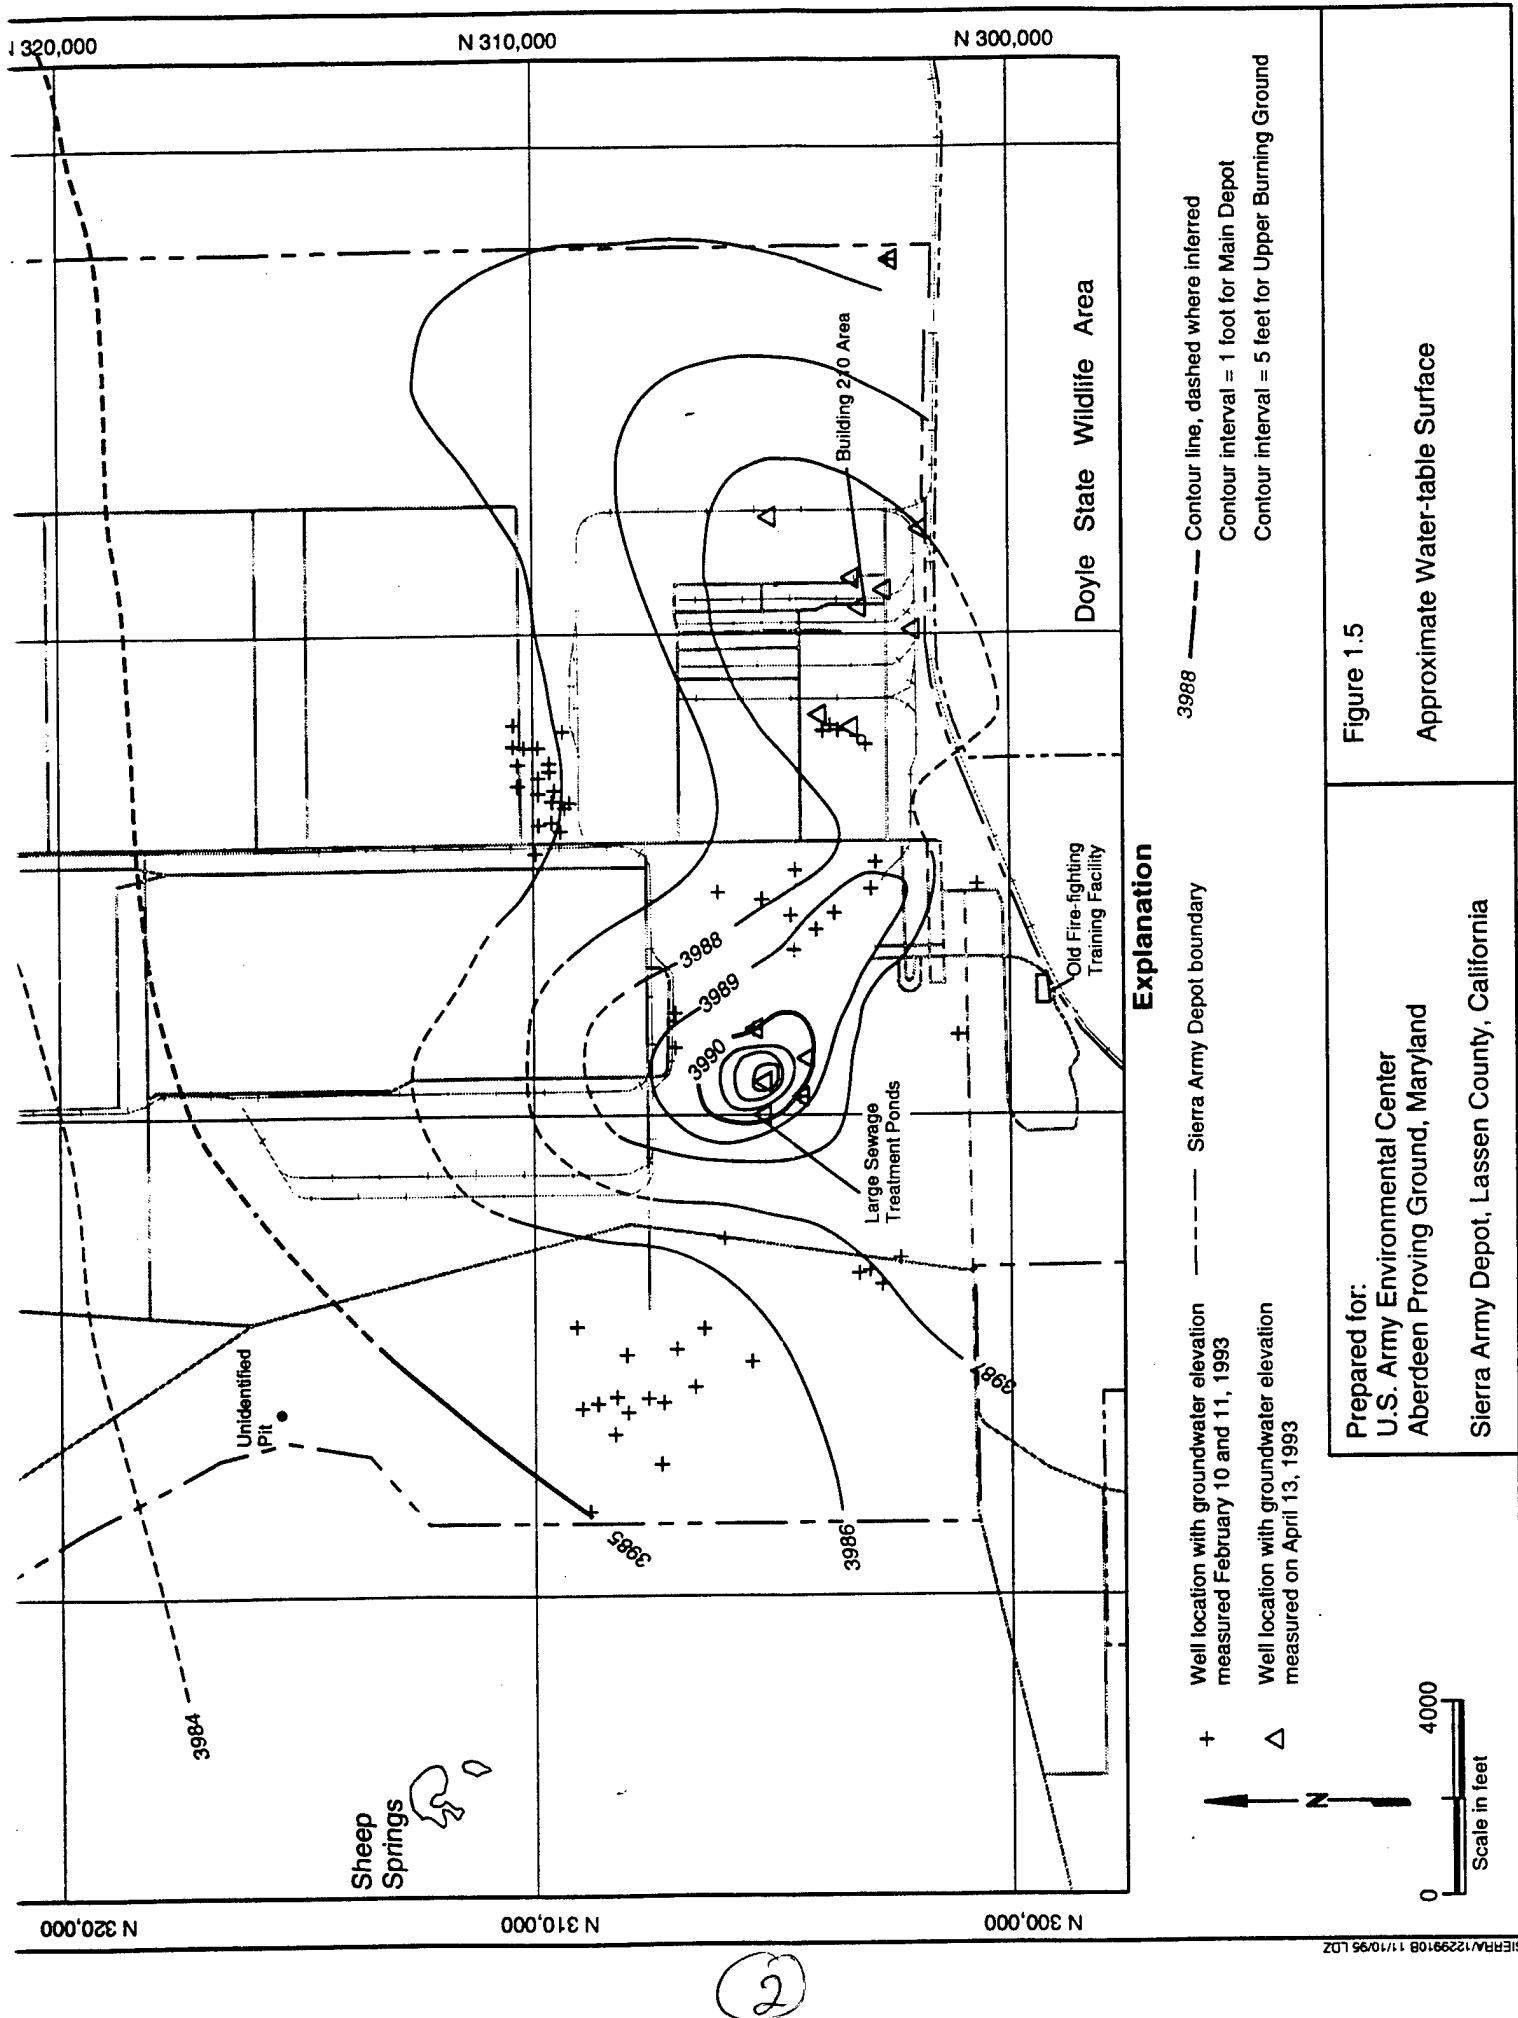 N 320,000
N 310,000
N 300,000
Sheep
Springs
3984
Unidentified
Pit
3985
3986
3987
3988
3989
3990
Large Sewage
Treatment Ponds
Old Fire-fighting
Training Facility
Building 210 Area
Doyle State Wildlife Area
320,000
N 310,000
N 300,000
Explanation
+ Well location with groundwater elevation
measured February 10 and 11, 1993
△ Well location with groundwater elevation
measured on April 13, 1993
Sierra Army Depot boundary
3988
Contour line, dashed where inferred
Contour interval = 1 foot for Main Depot
Contour interval = 5 feet for Upper Burning Ground
N
0 4000
Scale in feet
Prepared for:
U.S. Army Environmental Center
Aberdeen Proving Ground, Maryland
Sierra Army Depot, Lassen County, California
Figure 1.5
Approximate Water-table Surface
SIERRA/1229910B 11/10/95 LDZ
2